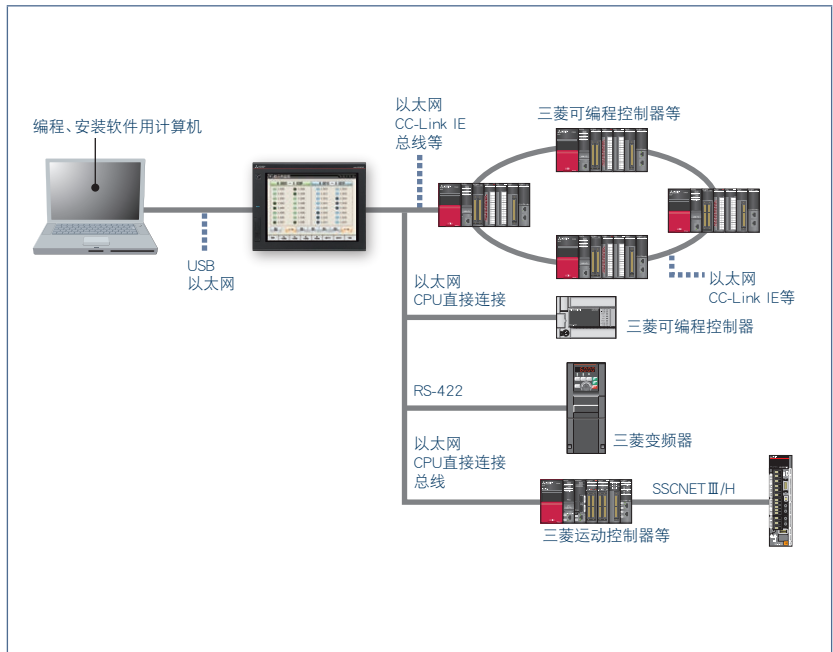 编程、安装软件用计算机
USB
以太网
以太网
CC-Link IE
总线等
三菱可编程控制器等
以太网
CC-Link IE等
以太网
CPU直接连接
三菱可编程控制器
RS-422
三菱变频器
以太网
CPU直接连接
总线
三菱运动控制器等
SSCNETⅢ/H